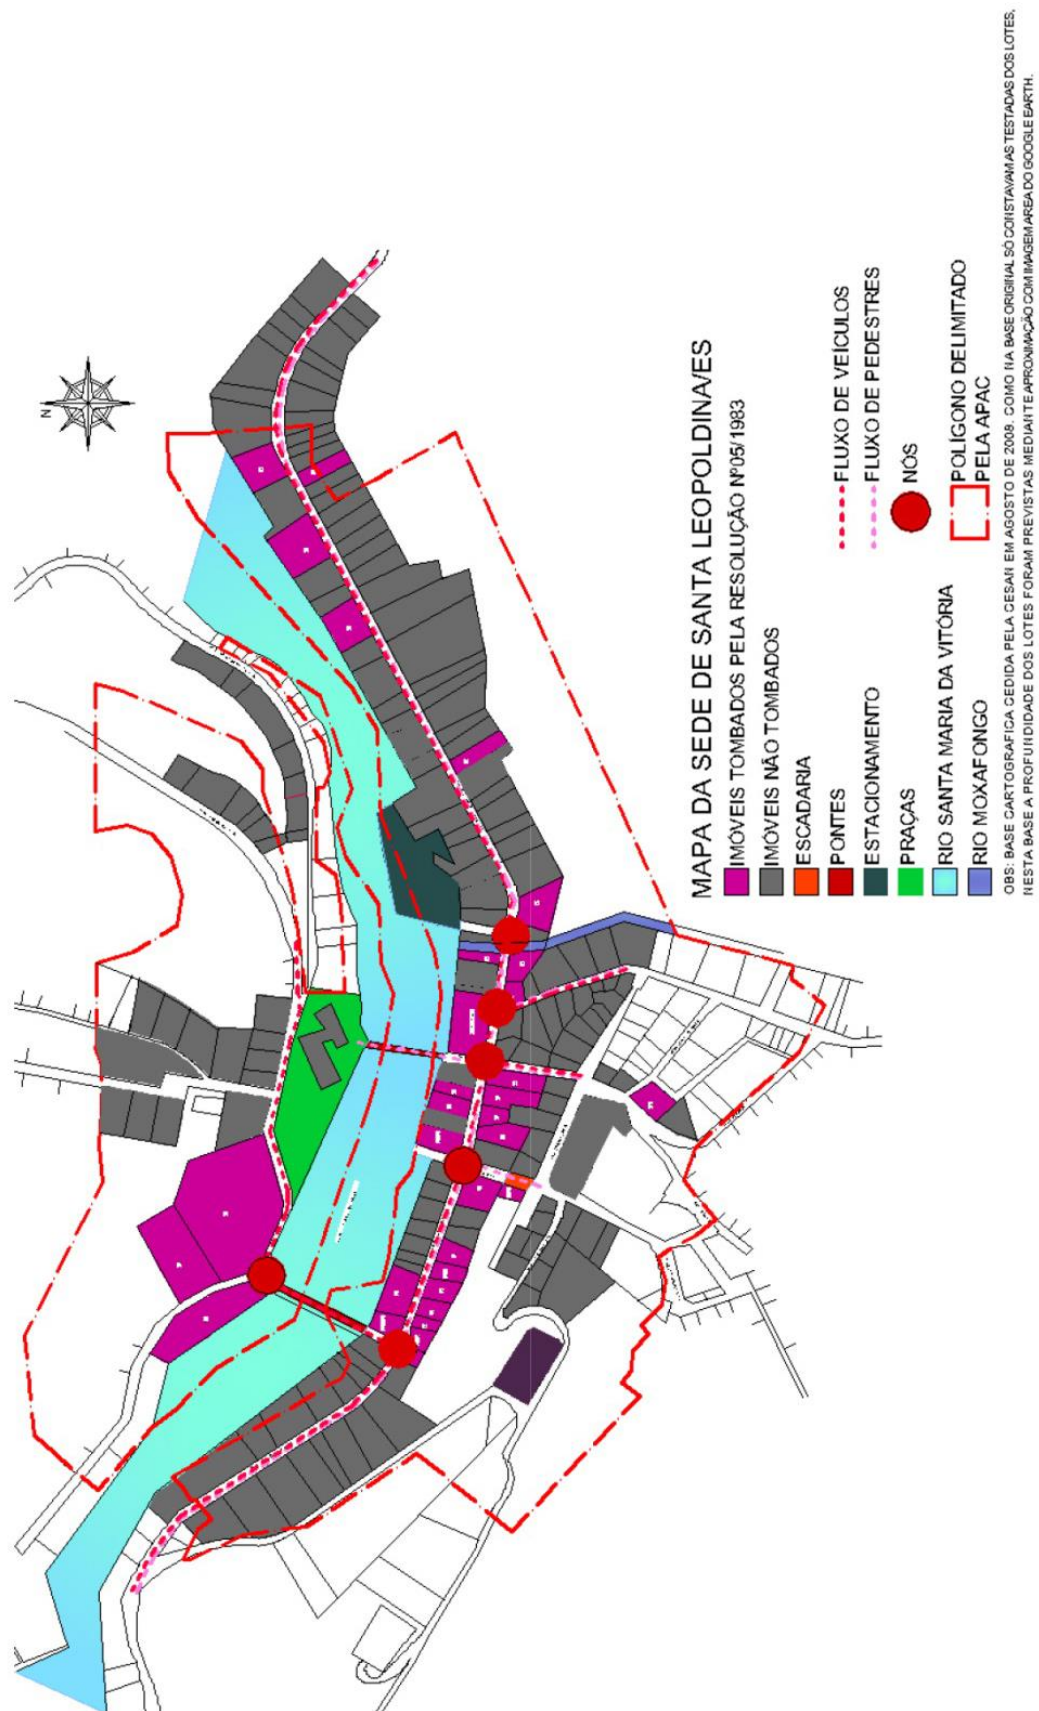 N
MAPA DA SEDE DE SANTA LEOPOLDINA/ES
IMÓVEIS TOMBADOS PELA RESOLUÇÃO Nº05/1983
IMÓVEIS NÃO TOMBADOS
ESCADARIA
PONTES
ESTACIONAMENTO
PRAÇAS
RIO SANTA MARIA DA VITÓRIA
RIO MOXAFONGO
FLUXO DE VEÍCULOS
FLUXO DE PEDESTRES
NÓS
POLÍGONO DELIMITADO
PELA APAC
OBS: BASE CARTOGRAFICA CEDIDA PELA CESAN EM AGOSTO DE 2008. COMO NA BASE ORIGINAL SÓ CONSTAVAM AS TESTADAS DOS LOTES,
NESTA BASE A PROFUNDIDADE DOS LOTES FORAM PREVISTAS MEDIANTE APROXIMAÇÃO COM IMAGEM AREA DO GOOGLE EARTH.